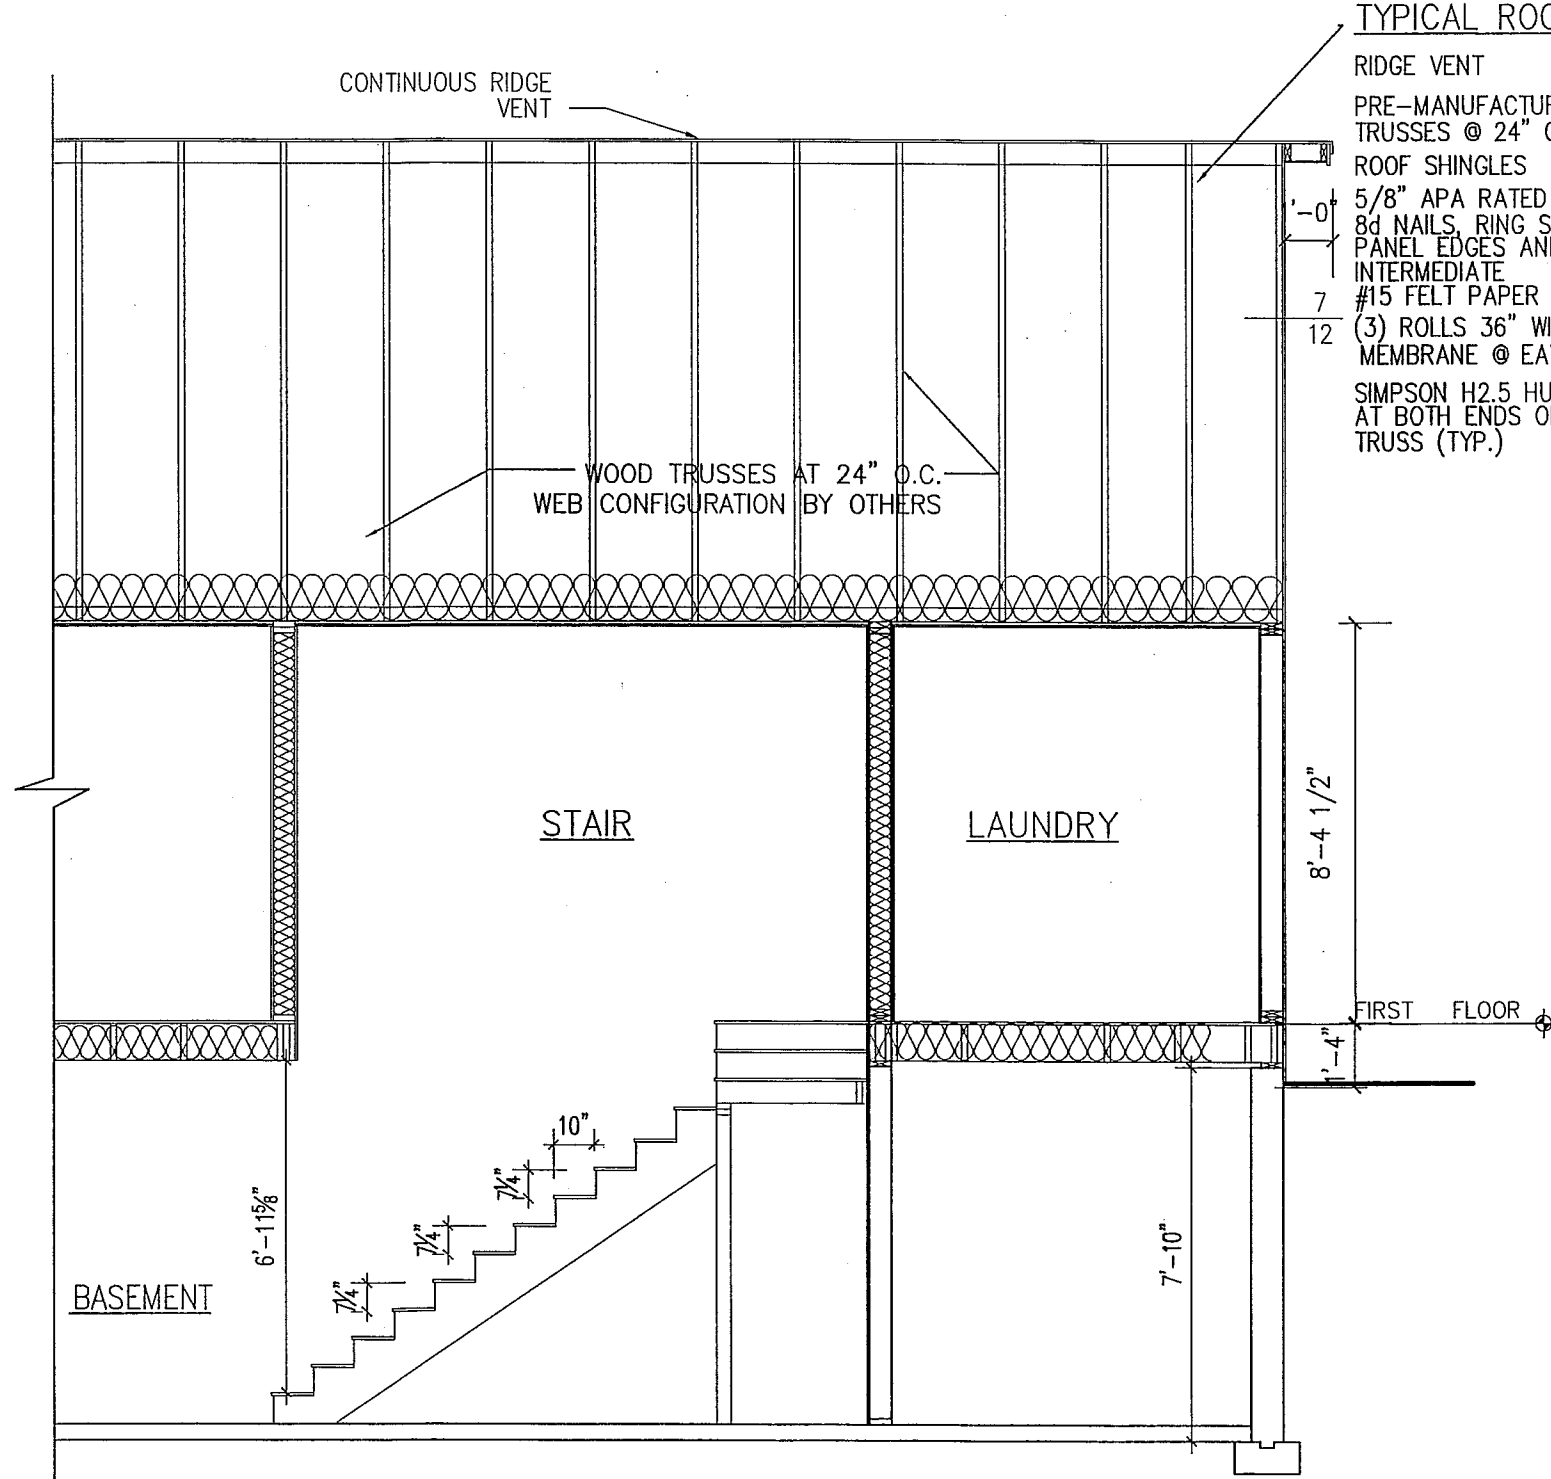 TYPICAL ROO
RIDGE VENT
PRE-MANUFACTUR
TRUSSES @ 24" O
ROOF SHINGLES
5/8" APA RATED
8d NAILS, RING S
PANEL EDGES AN
INTERMEDIATE
#15 FELT PAPER
(3) ROLLS 36" WI
MEMBRANE @ EA
SIMPSON H2.5 HU
AT BOTH ENDS O
TRUSS (TYP.)
CONTINUOUS RIDGE
VENT
'-0"
7
12
WOOD TRUSSES AT 24" O.C.
WEB CONFIGURATION BY OTHERS
STAIR
LAUNDRY
8'-4 1/2"
FIRST FLOOR
1'-4"
10"
7¼"
7¼"
7¼"
6'-11⅝"
7'-10"
BASEMENT